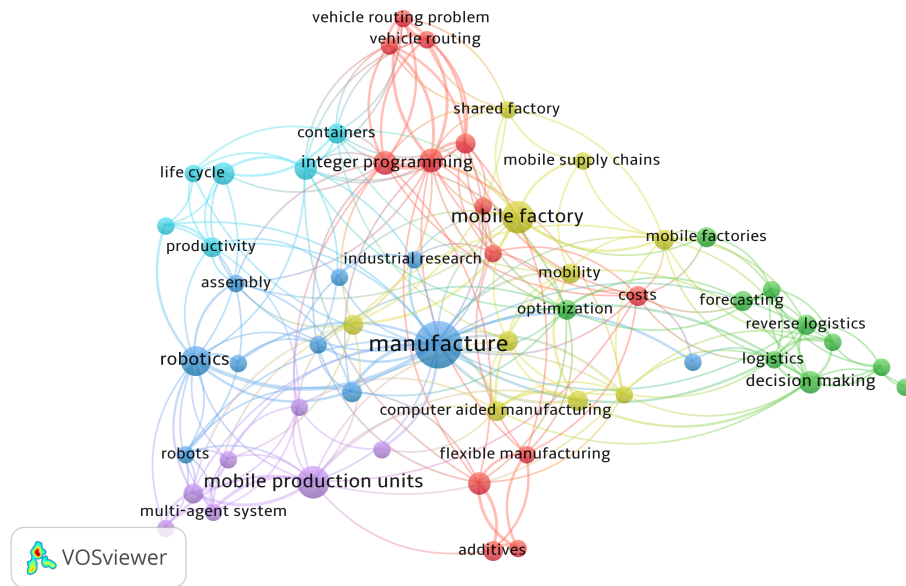 vehicle routing problem
vehicle routing
shared factory
containers
integer programming
mobile supply chains
life cycle
mobile factory
mobile factories
productivity
industrial research
mobility
assembly
costs
forecasting
optimization
reverse logistics
manufacture
robotics
logistics
decision making
computer aided manufacturing
robots
flexible manufacturing
mobile production units
multi-agent system
additives
VOSviewer